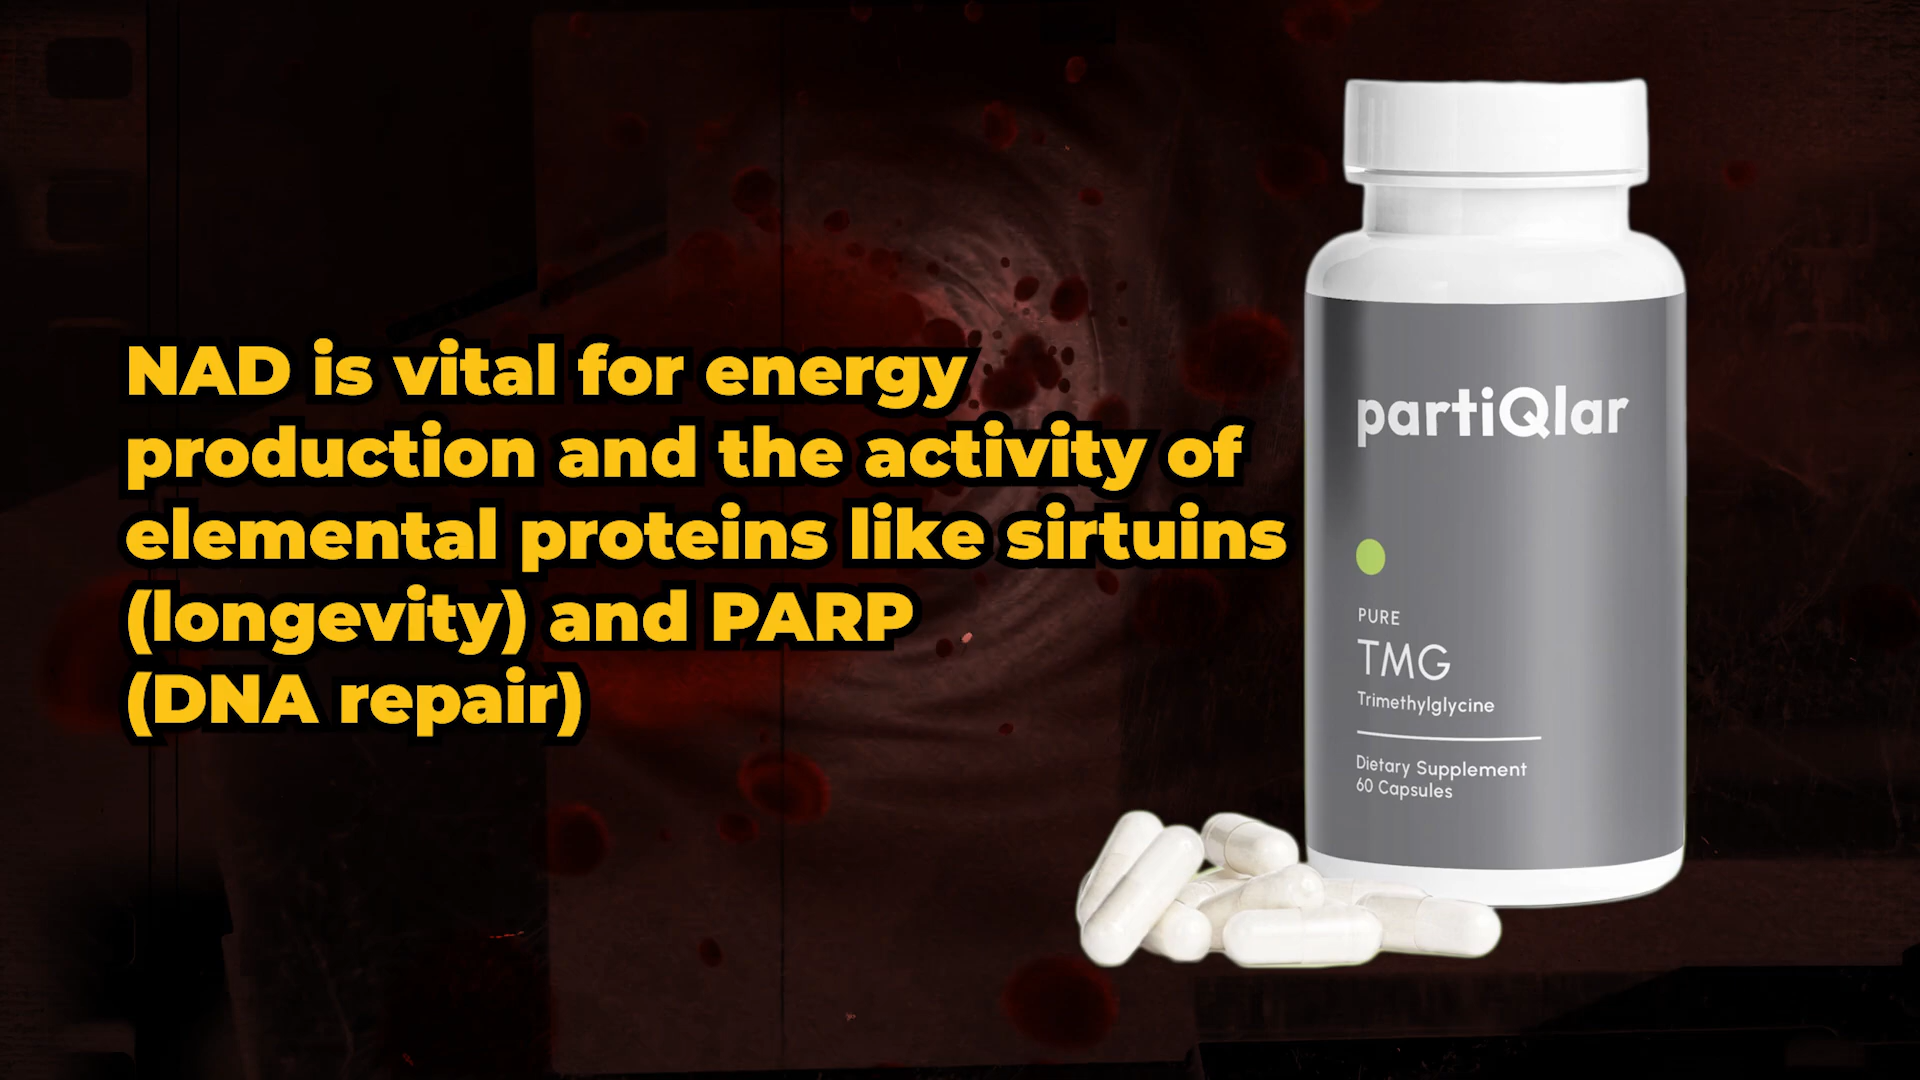 NAD is vital for energy
production and the activity of
elemental proteins like sirtuins
(longevity) and PARP
(DNA repair)
partiQlar
PURE
TMG
Trimethylglycine
Dietary Supplement
60 Capsules